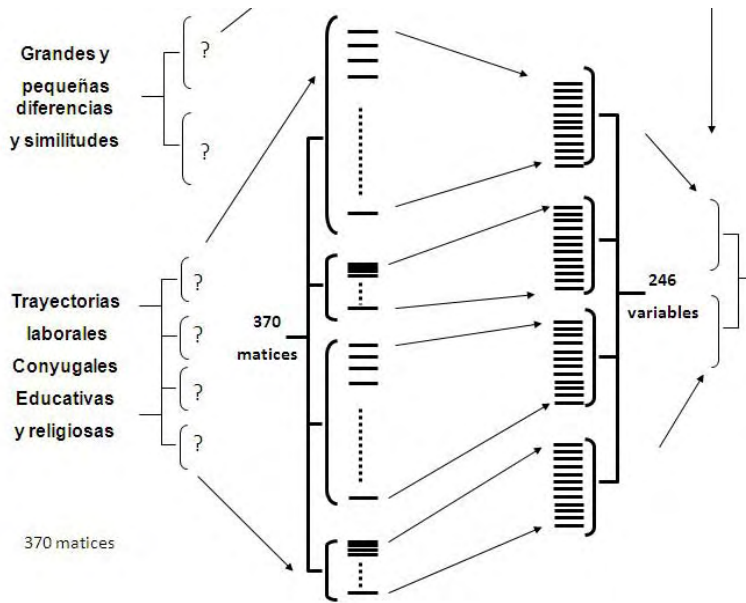 Grandes y
pequeñas
diferencias
y similitudes
?
?
Trayectorias
laborales
Conyugales
Educativas
y religiosas
?
?
?
?
370
matices
246
variables
370 matices